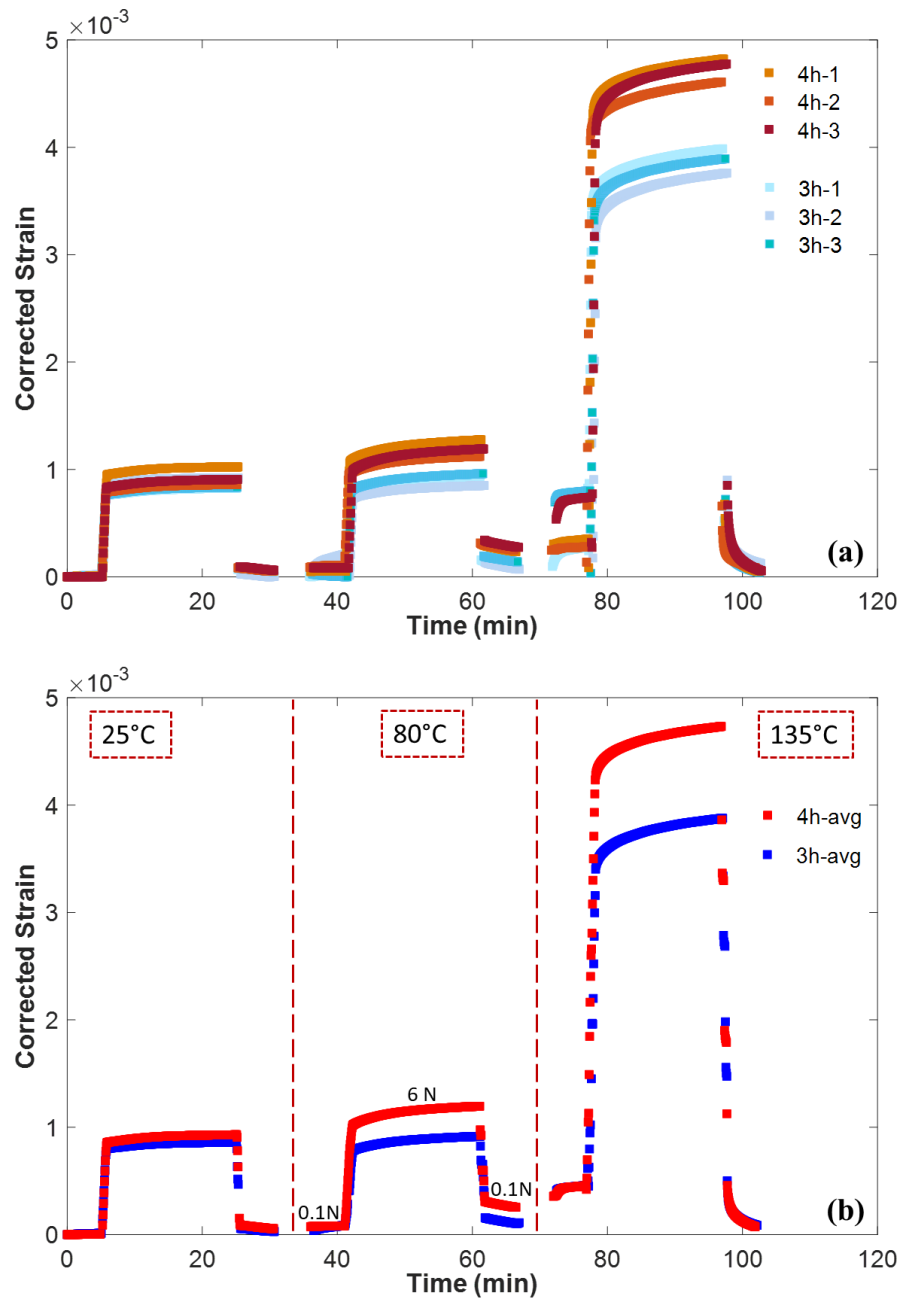 ×10⁻³
5
4
3
2
1
0
Corrected Strain
4h-1
4h-2
4h-3
3h-1
3h-2
3h-3
(a)
0 20 40 60 80 100 120
Time (min)
×10⁻³
5
4
3
2
1
0
Corrected Strain
25°C 80°C 135°C
4h-avg
3h-avg
6 N
0.1N 0.1N
(b)
0 20 40 60 80 100 120
Time (min)